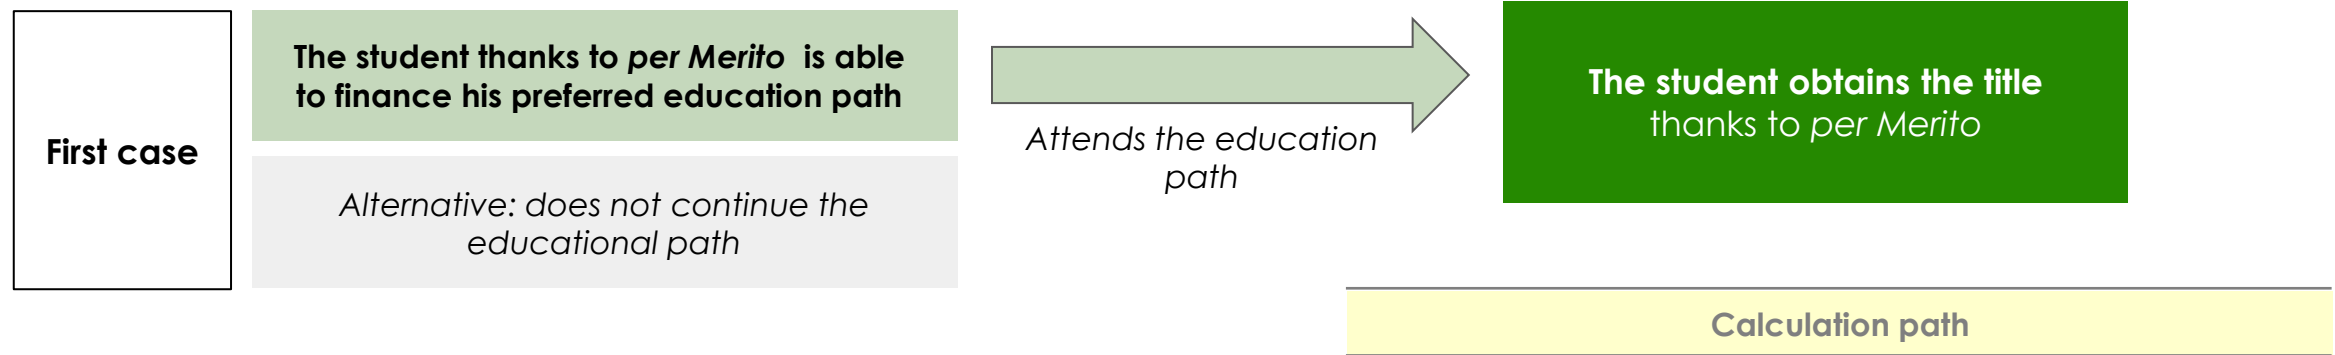 First case
The student thanks to per Merito is able
to finance his preferred education path
Alternative: does not continue the
educational path
Attends the education
path
The student obtains the title
thanks to per Merito
Calculation path